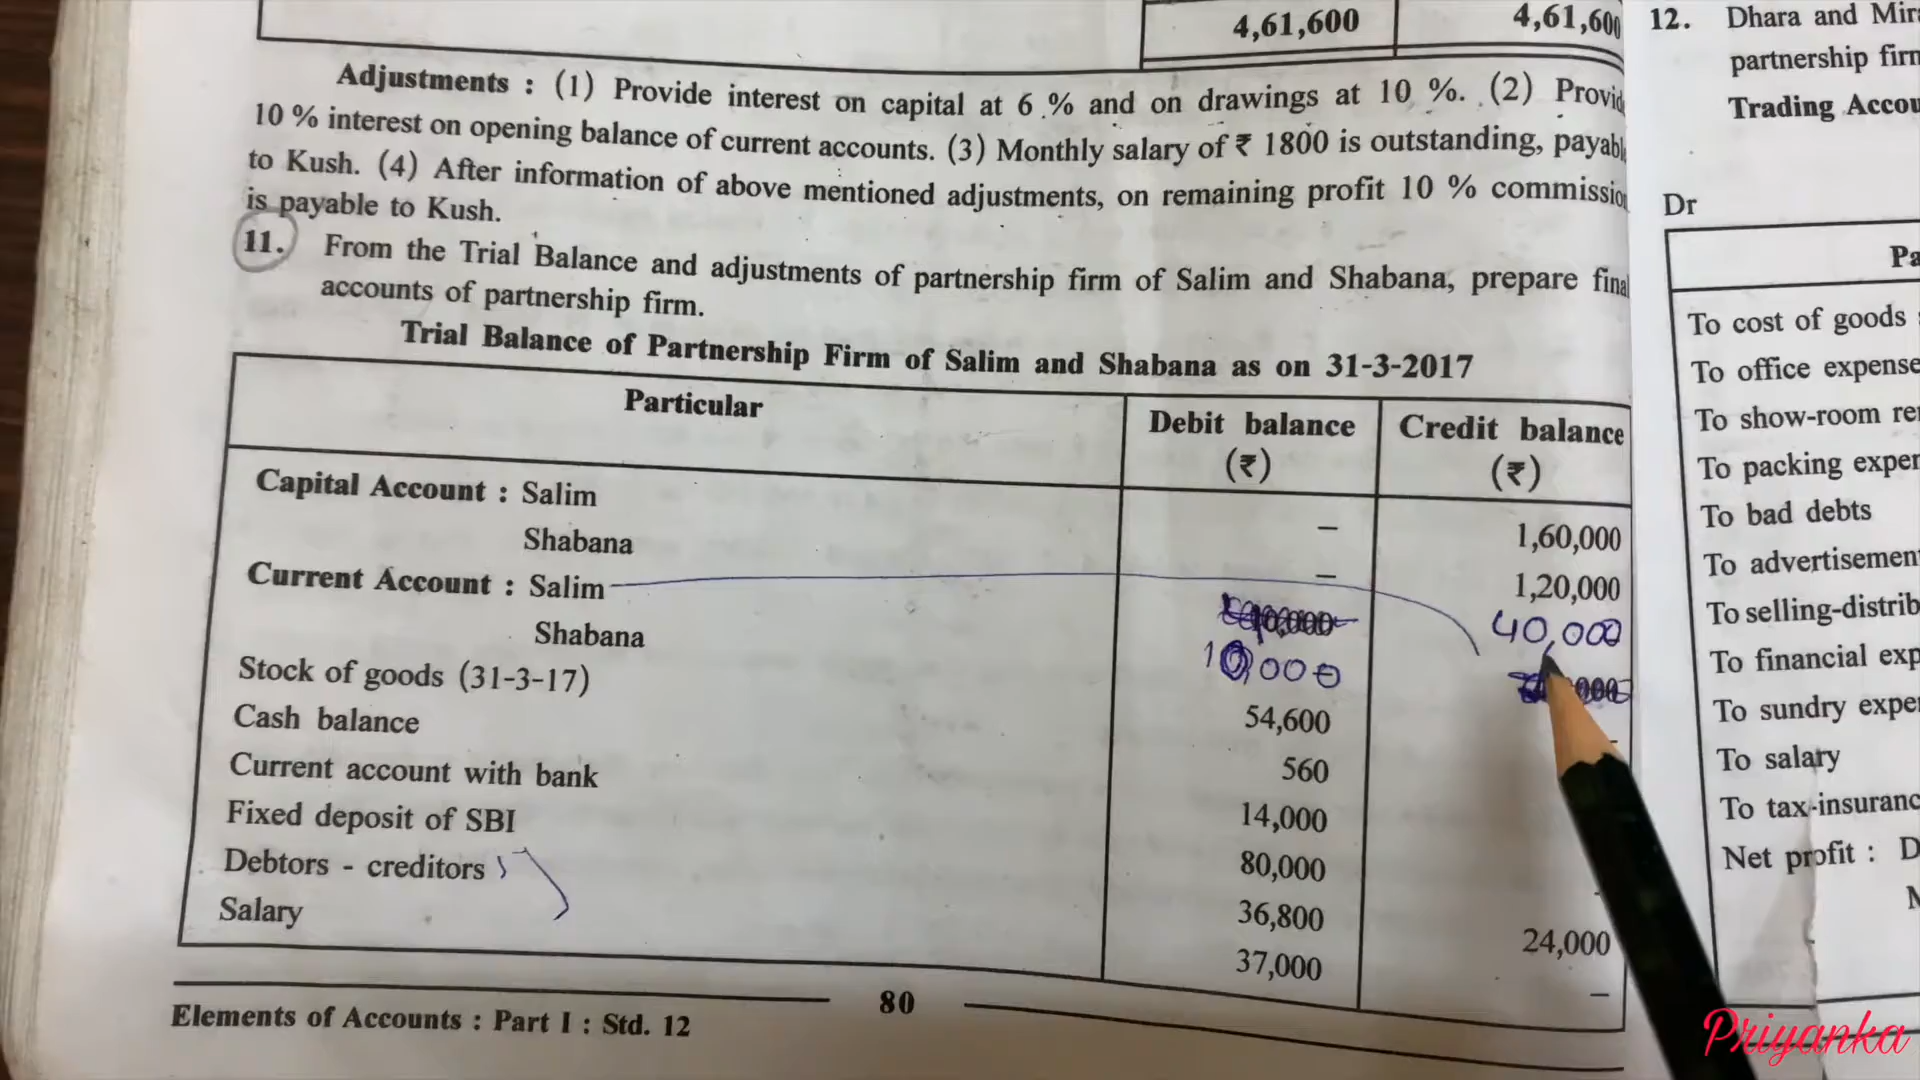 4,61,600 4,61,600
Adjustments : (1) Provide interest on capital at 6 % and on drawings at 10 %. (2) Provid
10 % interest on opening balance of current accounts. (3) Monthly salary of ₹ 1800 is outstanding, payabl
to Kush. (4) After information of above mentioned adjustments, on remaining profit 10 % commissio
is payable to Kush.
11. From the Trial Balance and adjustments of partnership firm of Salim and Shabana, prepare final
accounts of partnership firm.
Trial Balance of Partnership Firm of Salim and Shabana as on 31-3-2017
Particular Debit balance (₹) Credit balance (₹)
Capital Account : Salim – 1,60,000
Shabana – 1,20,000
Current Account : Salim 40,000
Shabana 10,000
Stock of goods (31-3-17) 54,600 –
Cash balance 560
Current account with bank 14,000
Fixed deposit of SBI 80,000
Debtors - creditors 36,800 24,000
Salary 37,000 –
Elements of Accounts : Part I : Std. 12
80
12. Dhara and Mir
partnership firm
Trading Accou
Dr
Pa
To cost of goods
To office expense
To show-room re
To packing exper
To bad debts
To advertisemen
To selling-distrib
To financial exp
To sundry exper
To salary
To tax-insuranc
Net profit : D
M
Priyanka